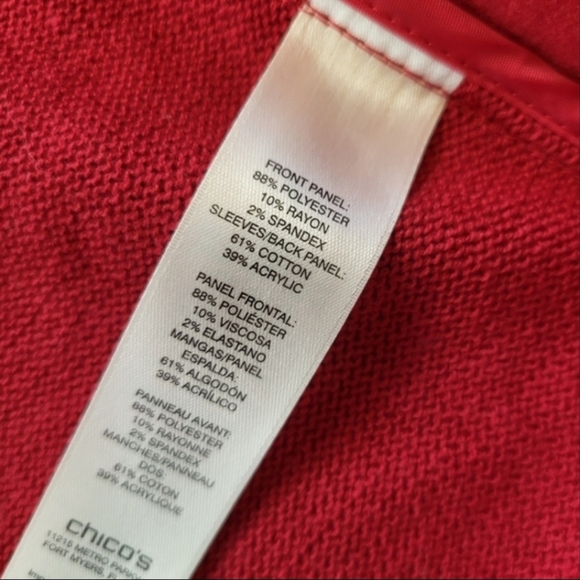 FRONT PANEL:
88% POLYESTER
10% RAYON
2% SPANDEX
SLEEVES/BACK PANEL:
61% COTTON
39% ACRYLIC
PANEL FRONTAL:
88% POLIÉSTER
10% VISCOSA
2% ELASTANO
MANGAS/PANEL
ESPALDA:
61% ALGODÓN
39% ACRÍLICO
PANNEAU AVANT:
88% POLYESTER
10% RAYONNE
2% SPANDEX
MANCHES/PANNEAU
DOS:
61% COTON
39% ACRYLIQUE
chico's
11215 METRO
FORT MYERS,